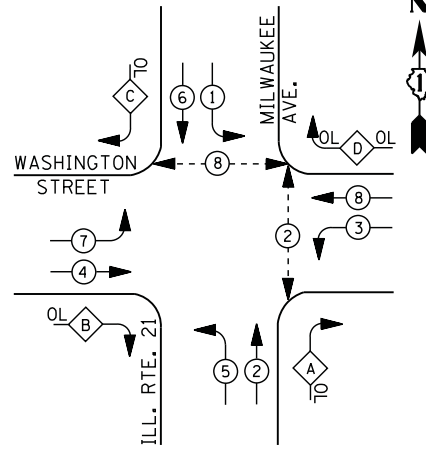 N
1
MILWAUKEE
AVE.
OL
C
6
1
OL
D
OL
WASHINGTON
STREET
8
8
7
2
3
4
OL
B
ILL. RTE. 21
5
2
A
OL